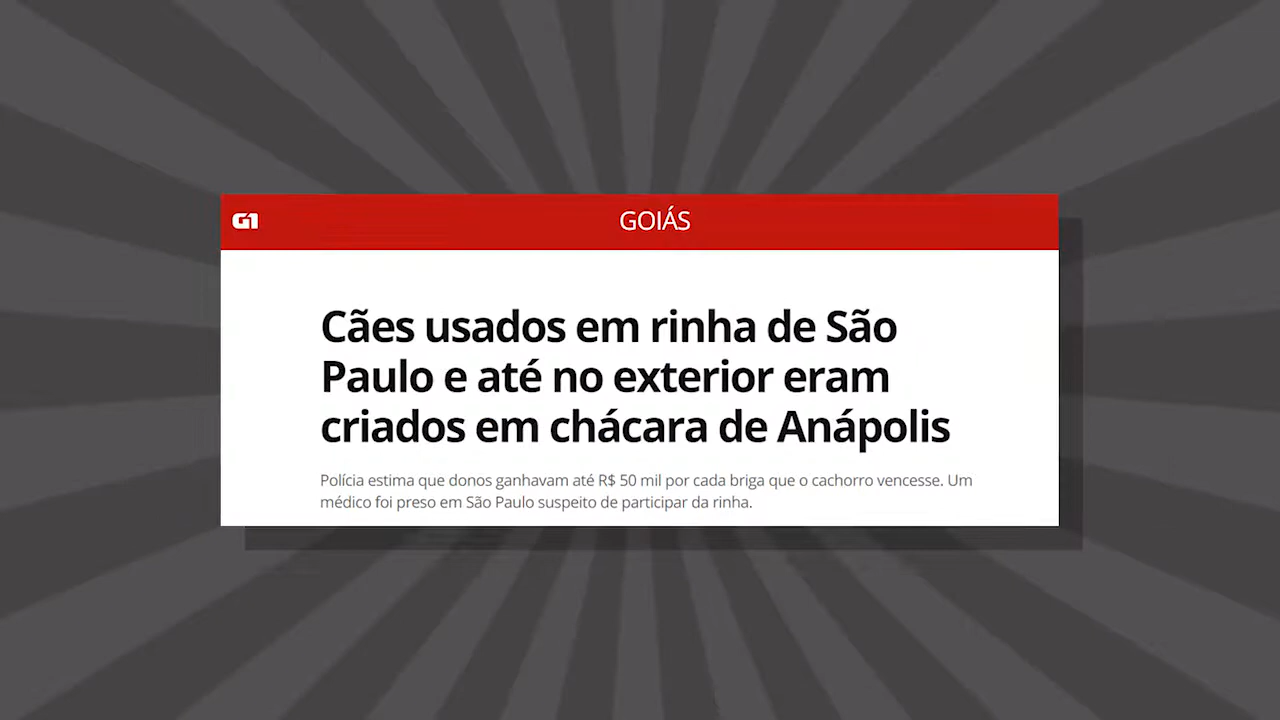 G1
GOIÁS
Cães usados em rinha de São
Paulo e até no exterior eram
criados em chácara de Anápolis
Polícia estima que donos ganhavam até R$ 50 mil por cada briga que o cachorro vencesse. Um
médico foi preso em São Paulo suspeito de participar da rinha.